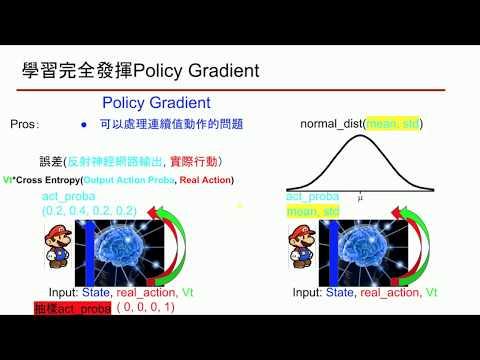 學習完全發揮Policy Gradient
Policy Gradient
Pros:
● 可以處理連續值動作的問題
誤差(反射神經網路輸出, 實際行動)
Vt*Cross Entropy(Output Action Proba, Real Action)
act_proba
(0.2, 0.4, 0.2, 0.2)
Input: State, real_action, Vt
抽樣act_proba ( 0, 0, 0, 1)
normal_dist(mean, std)
μ
act_proba
mean, std
Input: State, real_action, Vt